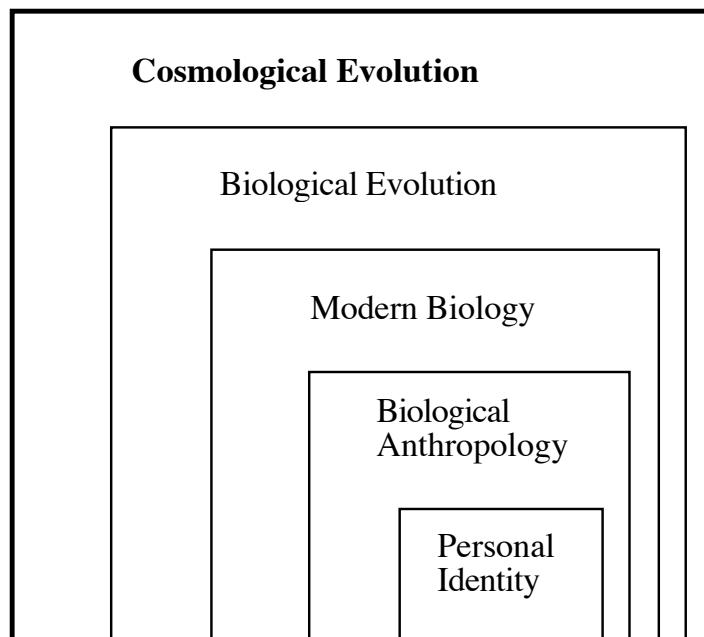 Cosmological Evolution
Biological Evolution
Modern Biology
Biological
Anthropology
Personal
Identity